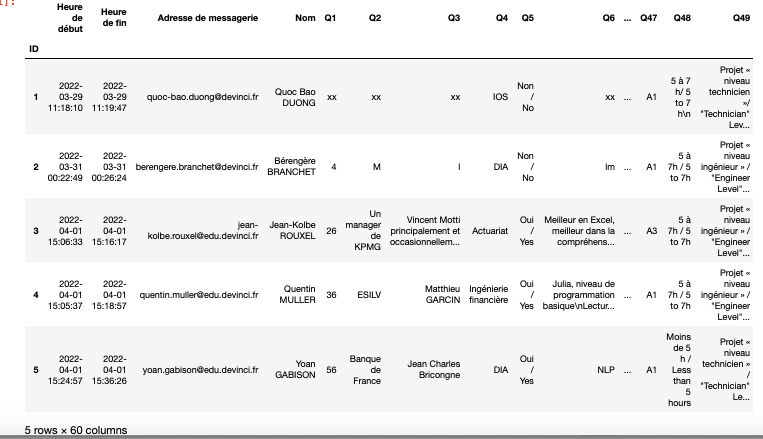 Heure de début Heure de fin Adresse de messagerie Nom Q1 Q2 Q3 Q4 Q5 Q6 ... Q47 Q48 Q49
ID
1 2022-03-29 11:18:10 2022-03-29 11:19:47 quoc-bao.duong@devinci.fr Quoc Bao DUONG xx xx xx IOS Non / No xx ... A1 5 à 7 h/ 5 to 7 h\n Projet « niveau technicien »/ "Technician" Lev...
2 2022-03-31 00:22:49 2022-03-31 00:26:24 berengere.branchet@devinci.fr Bérengère BRANCHET 4 M l DIA Non / No lm ... A1 5 à 7h / 5 to 7h Projet « niveau ingénieur » / "Engineer Level"...
3 2022-04-01 15:06:33 2022-04-01 15:16:17 jean-kolbe.rouxel@edu.devinci.fr Jean-Kolbe ROUXEL 26 Un manager de KPMG Vincent Motti principalement et occasionnellem... Actuariat Oui / Yes Meilleur en Excel, meilleur dans la compréhens... ... A3 5 à 7h / 5 to 7h Projet « niveau ingénieur » / "Engineer Level"...
4 2022-04-01 15:05:37 2022-04-01 15:18:57 quentin.muller@edu.devinci.fr Quentin MULLER 36 ESILV Matthieu GARCIN Ingénierie financière Oui / Yes Julia, niveau de programmation basique\nLectur... ... A1 5 à 7h / 5 to 7h Projet « niveau ingénieur » / "Engineer Level"...
5 2022-04-01 15:24:57 2022-04-01 15:36:26 yoan.gabison@edu.devinci.fr Yoan GABISON 56 Banque de France Jean Charles Bricongne DIA Oui / Yes NLP ... A1 Moins de 5 h / Less than 5 hours Projet « niveau technicien » / "Technician" Le...
5 rows × 60 columns